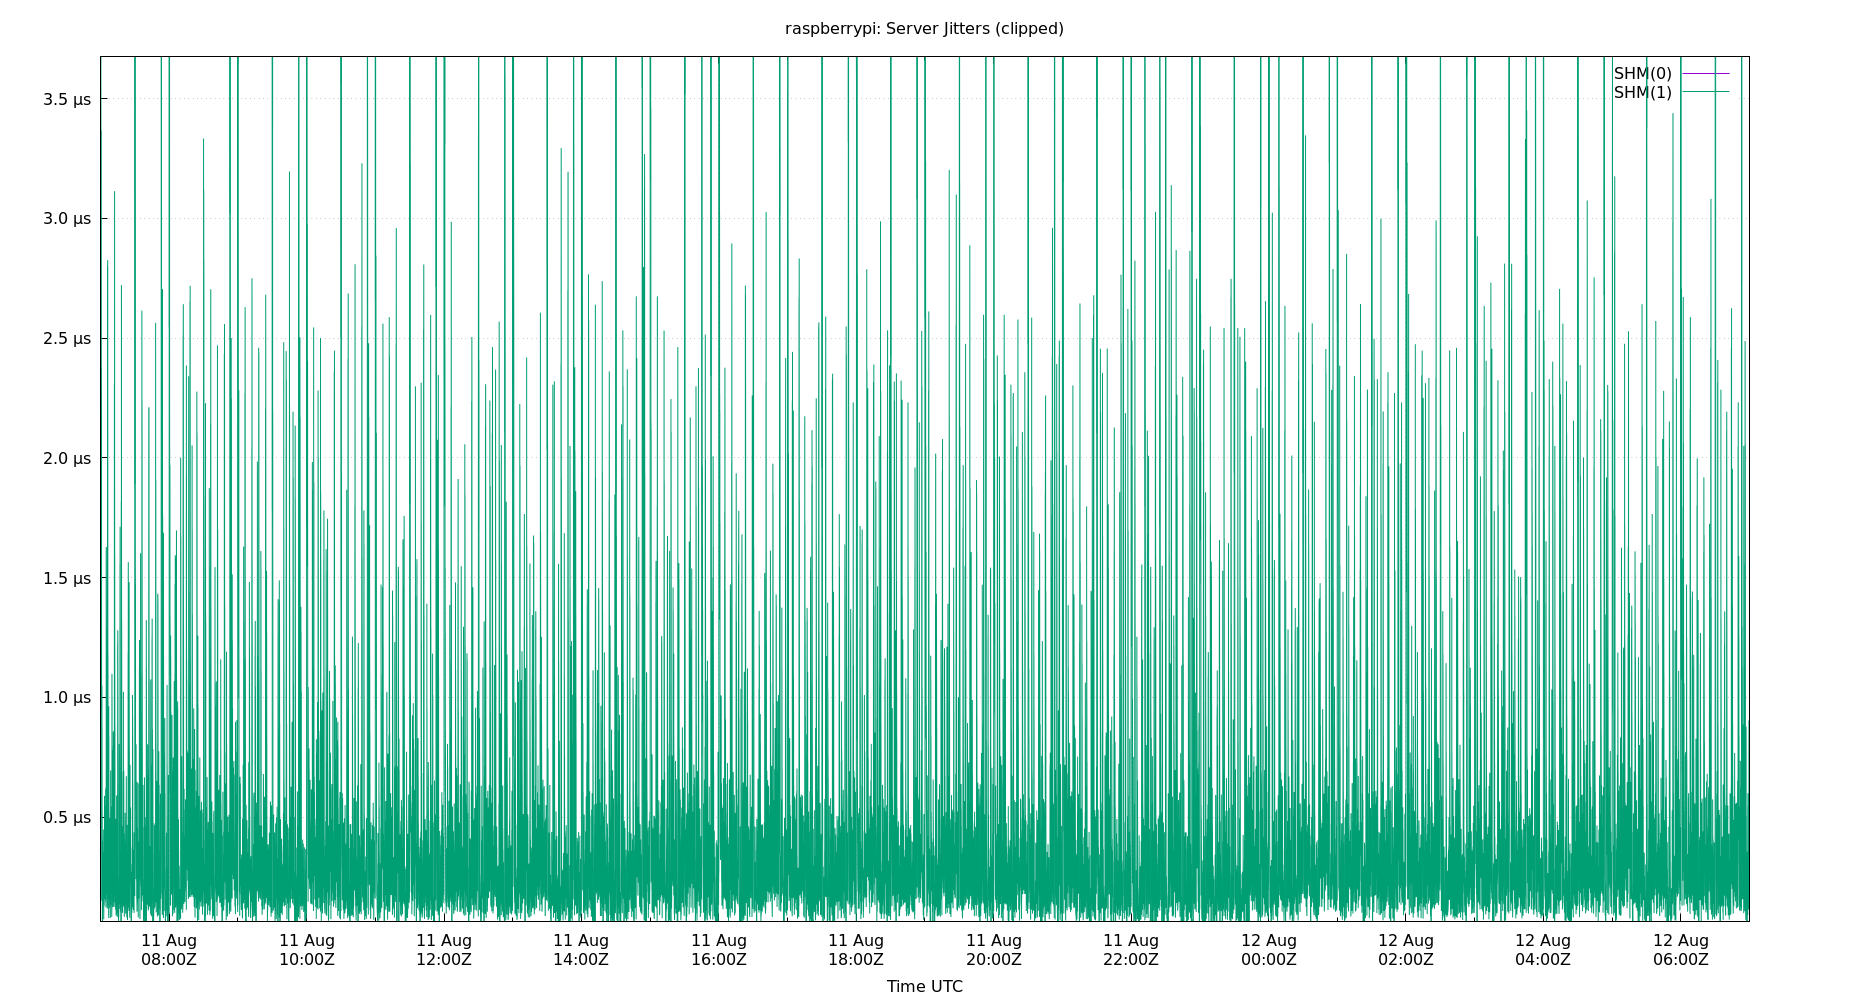 raspberrypi: Server Jitters (clipped)
SHM(0)
SHM(1)
3.5 µs
3.0 µs
2.5 µs
2.0 µs
1.5 µs
1.0 µs
0.5 µs
11 Aug 11 Aug 11 Aug 11 Aug 11 Aug 11 Aug 11 Aug 11 Aug 12 Aug 12 Aug 12 Aug 12 Aug
08:00Z 10:00Z 12:00Z 14:00Z 16:00Z 18:00Z 20:00Z 22:00Z 00:00Z 02:00Z 04:00Z 06:00Z
Time UTC